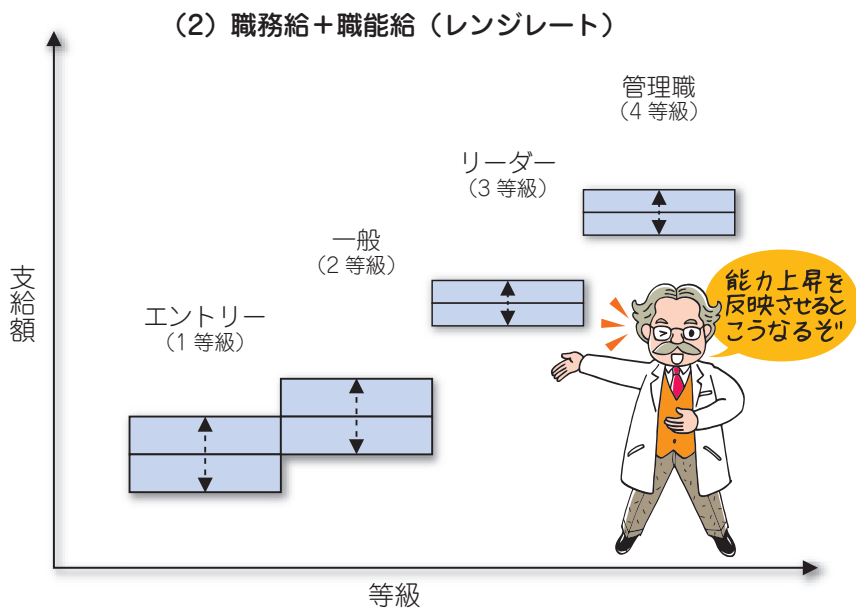 （2）職務給＋職能給（レンジレート）
管理職
（4 等級）
リーダー
（3 等級）
一般
（2 等級）
エントリー
（1 等級）
支給額
能力上昇を
反映させると
こうなるぞ
等級